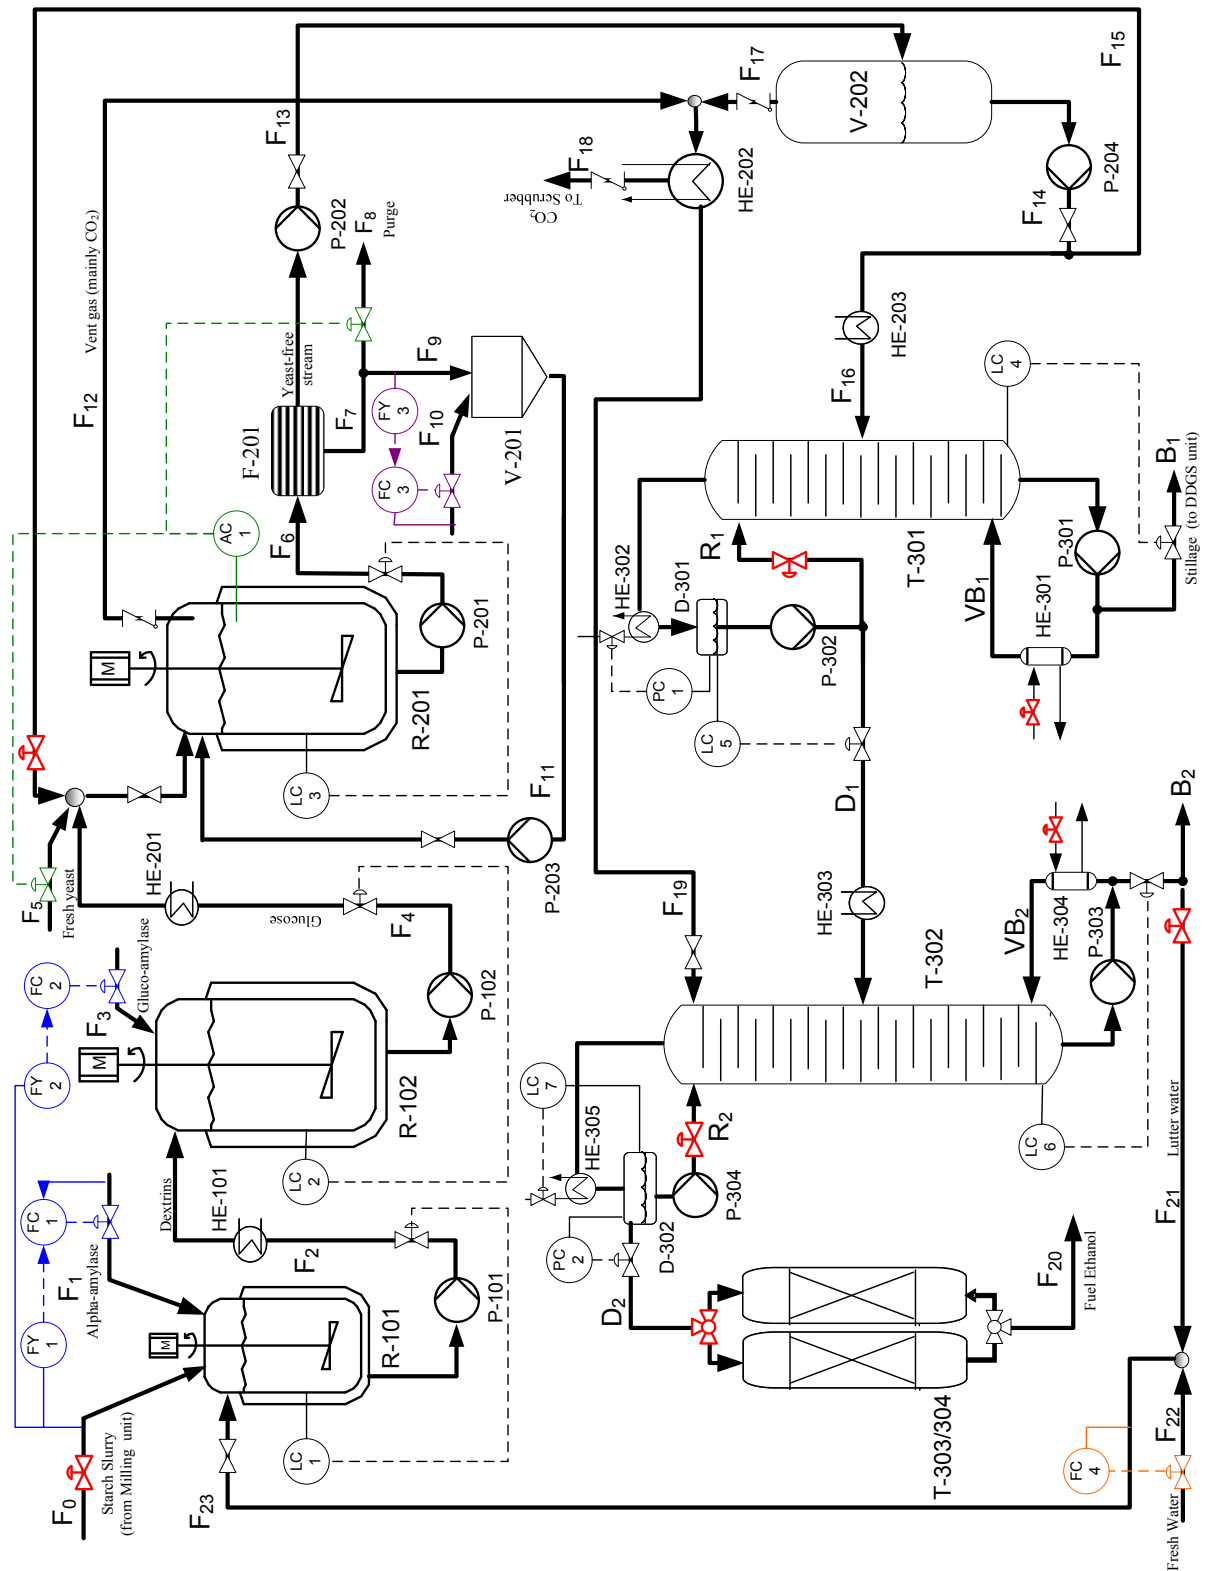 F0
Starch Slurry
(from Milling unit)
F1
Alpha-amylase
FY
1
FC
1
M
R-101
LC
1
P-101
F2
HE-101
Dextrins
F23
FY
2
FC
2
F3
Gluco-amylase
M
R-102
LC
2
P-102
F4
Glucose
HE-201
F5
Fresh yeast
M
R-201
LC
3
P-201
AC
1
F6
F-201
F7
Yeast-free
stream
P-202
F8
Purge
F9
FY
3
FC
3
F10
V-201
F11
P-203
F12
Vent gas (mainly CO2)
F13
F14
F15
V-202
P-204
F17
F18
CO2
To Scrubber
HE-202
HE-203
F16
T-301
LC
4
P-301
HE-301
VB1
B1
Stillage (to DDGS unit)
R1
HE-302
D-301
PC
1
LC
5
P-302
D1
HE-303
F19
T-302
LC
6
P-303
HE-304
VB2
B2
R2
HE-305
LC
7
PC
2
D-302
P-304
D2
T-303/304
F20
Fuel Ethanol
F21
Lutter water
F22
Fresh Water
FC
4